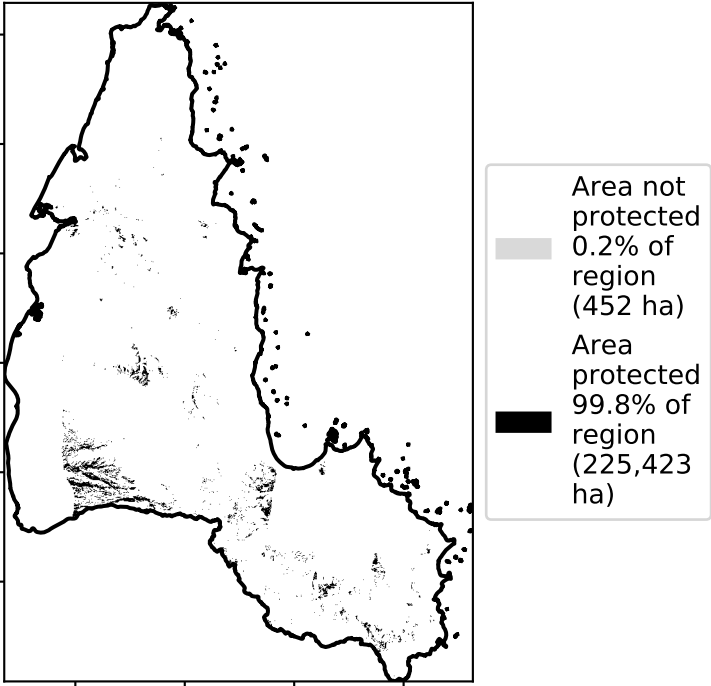 Area not
protected
0.2% of
region
(452 ha)
Area
protected
99.8% of
region
(225,423
ha)